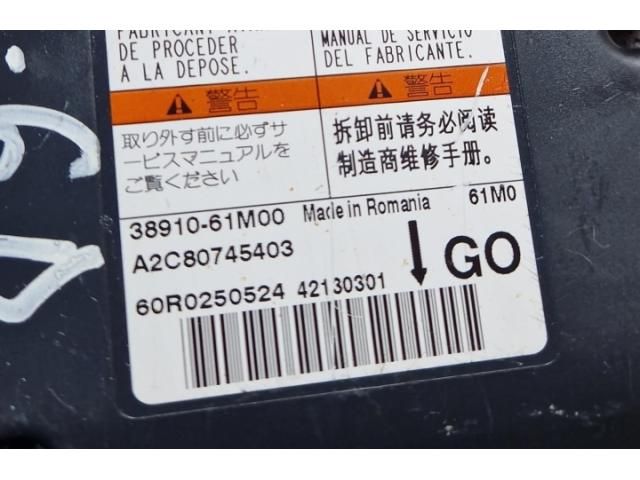 FABRICANT AVANT
DE PROCEDER
A LA DEPOSE.
MANUAL DE SERVICIO
DEL FABRICANTE.
警告
取り外す前に必ずサ
ービスマニュアルを
ご覧ください
警告
拆卸前请务必阅读
制造商维修手册。
38910-61M00 Made in Romania 61M0
A2C80745403
GO
60R0250524 42130301